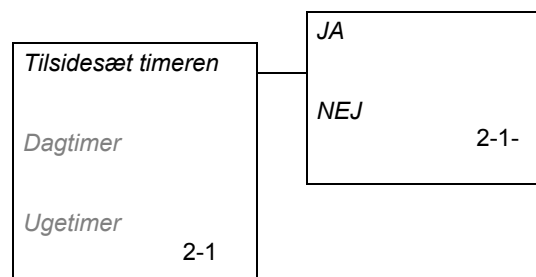 Tilsidesæt timeren
Dagtimer
Ugetimer
2-1
JA
NEJ
2-1-